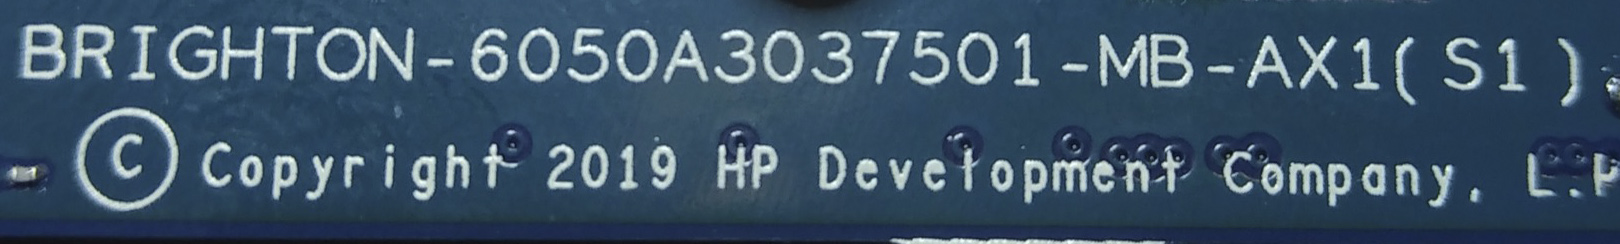 BRIGHTON-6050A3037501-MB-AX1(S1)
© Copyright 2019 HP Development Company, L.P